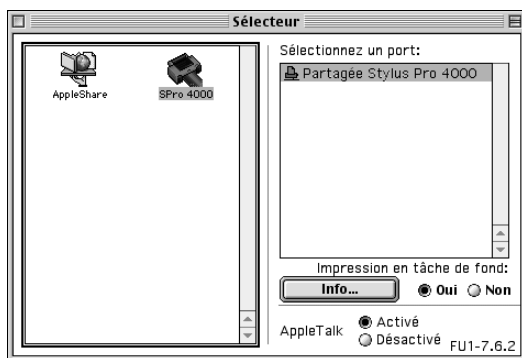 Sélecteur
AppleShare
SPro 4000
Sélectionnez un port:
Partagée Stylus Pro 4000
Impression en tâche de fond:
Info...
Oui
Non
AppleTalk
Activé
Désactivé
FU1-7.6.2